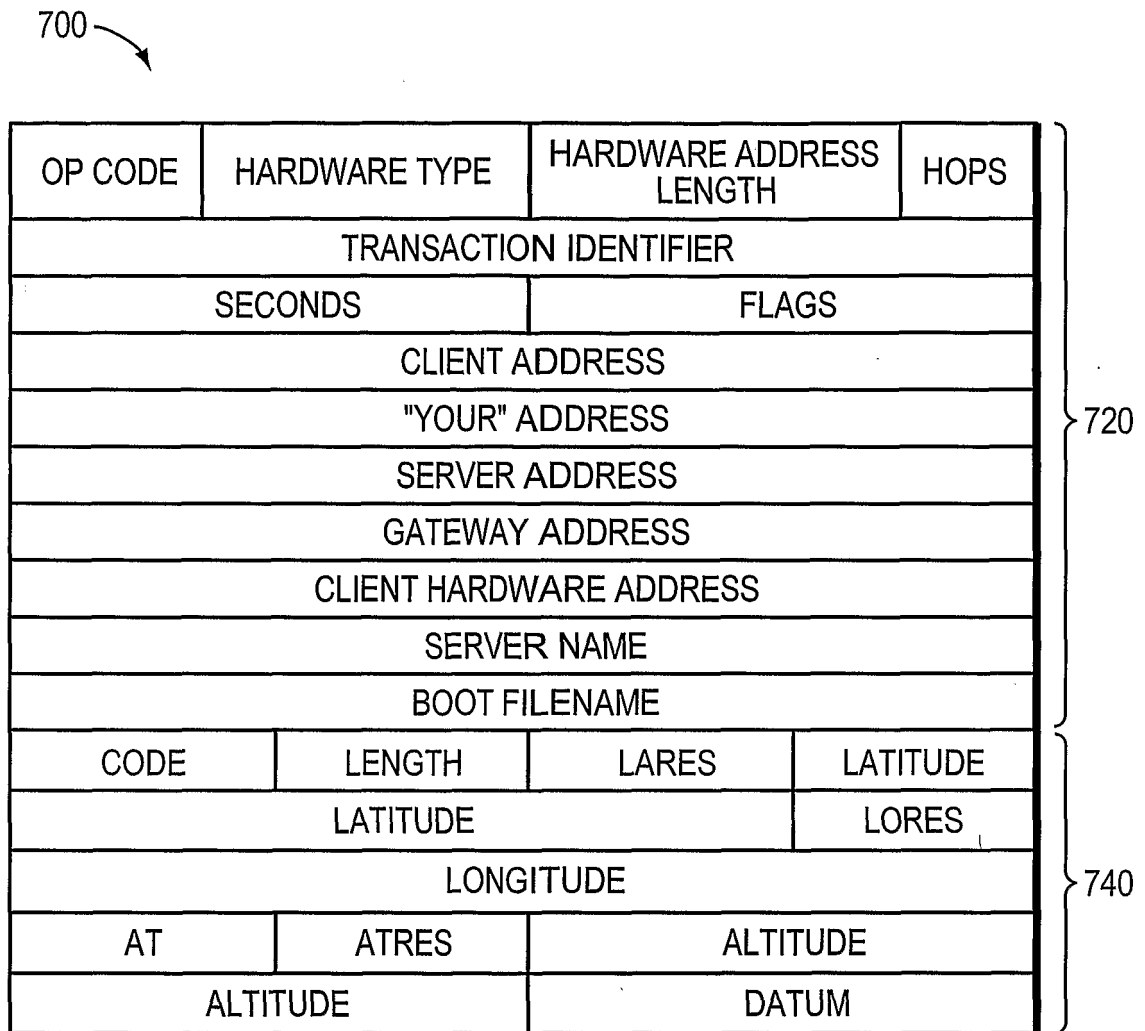 700
OP CODE HARDWARE TYPE HARDWARE ADDRESS LENGTH HOPS
TRANSACTION IDENTIFIER
SECONDS FLAGS
CLIENT ADDRESS
"YOUR" ADDRESS
720
SERVER ADDRESS
GATEWAY ADDRESS
CLIENT HARDWARE ADDRESS
SERVER NAME
BOOT FILENAME
CODE LENGTH LARES LATITUDE
LATITUDE LORES
LONGITUDE
740
AT ATRES ALTITUDE
ALTITUDE DATUM